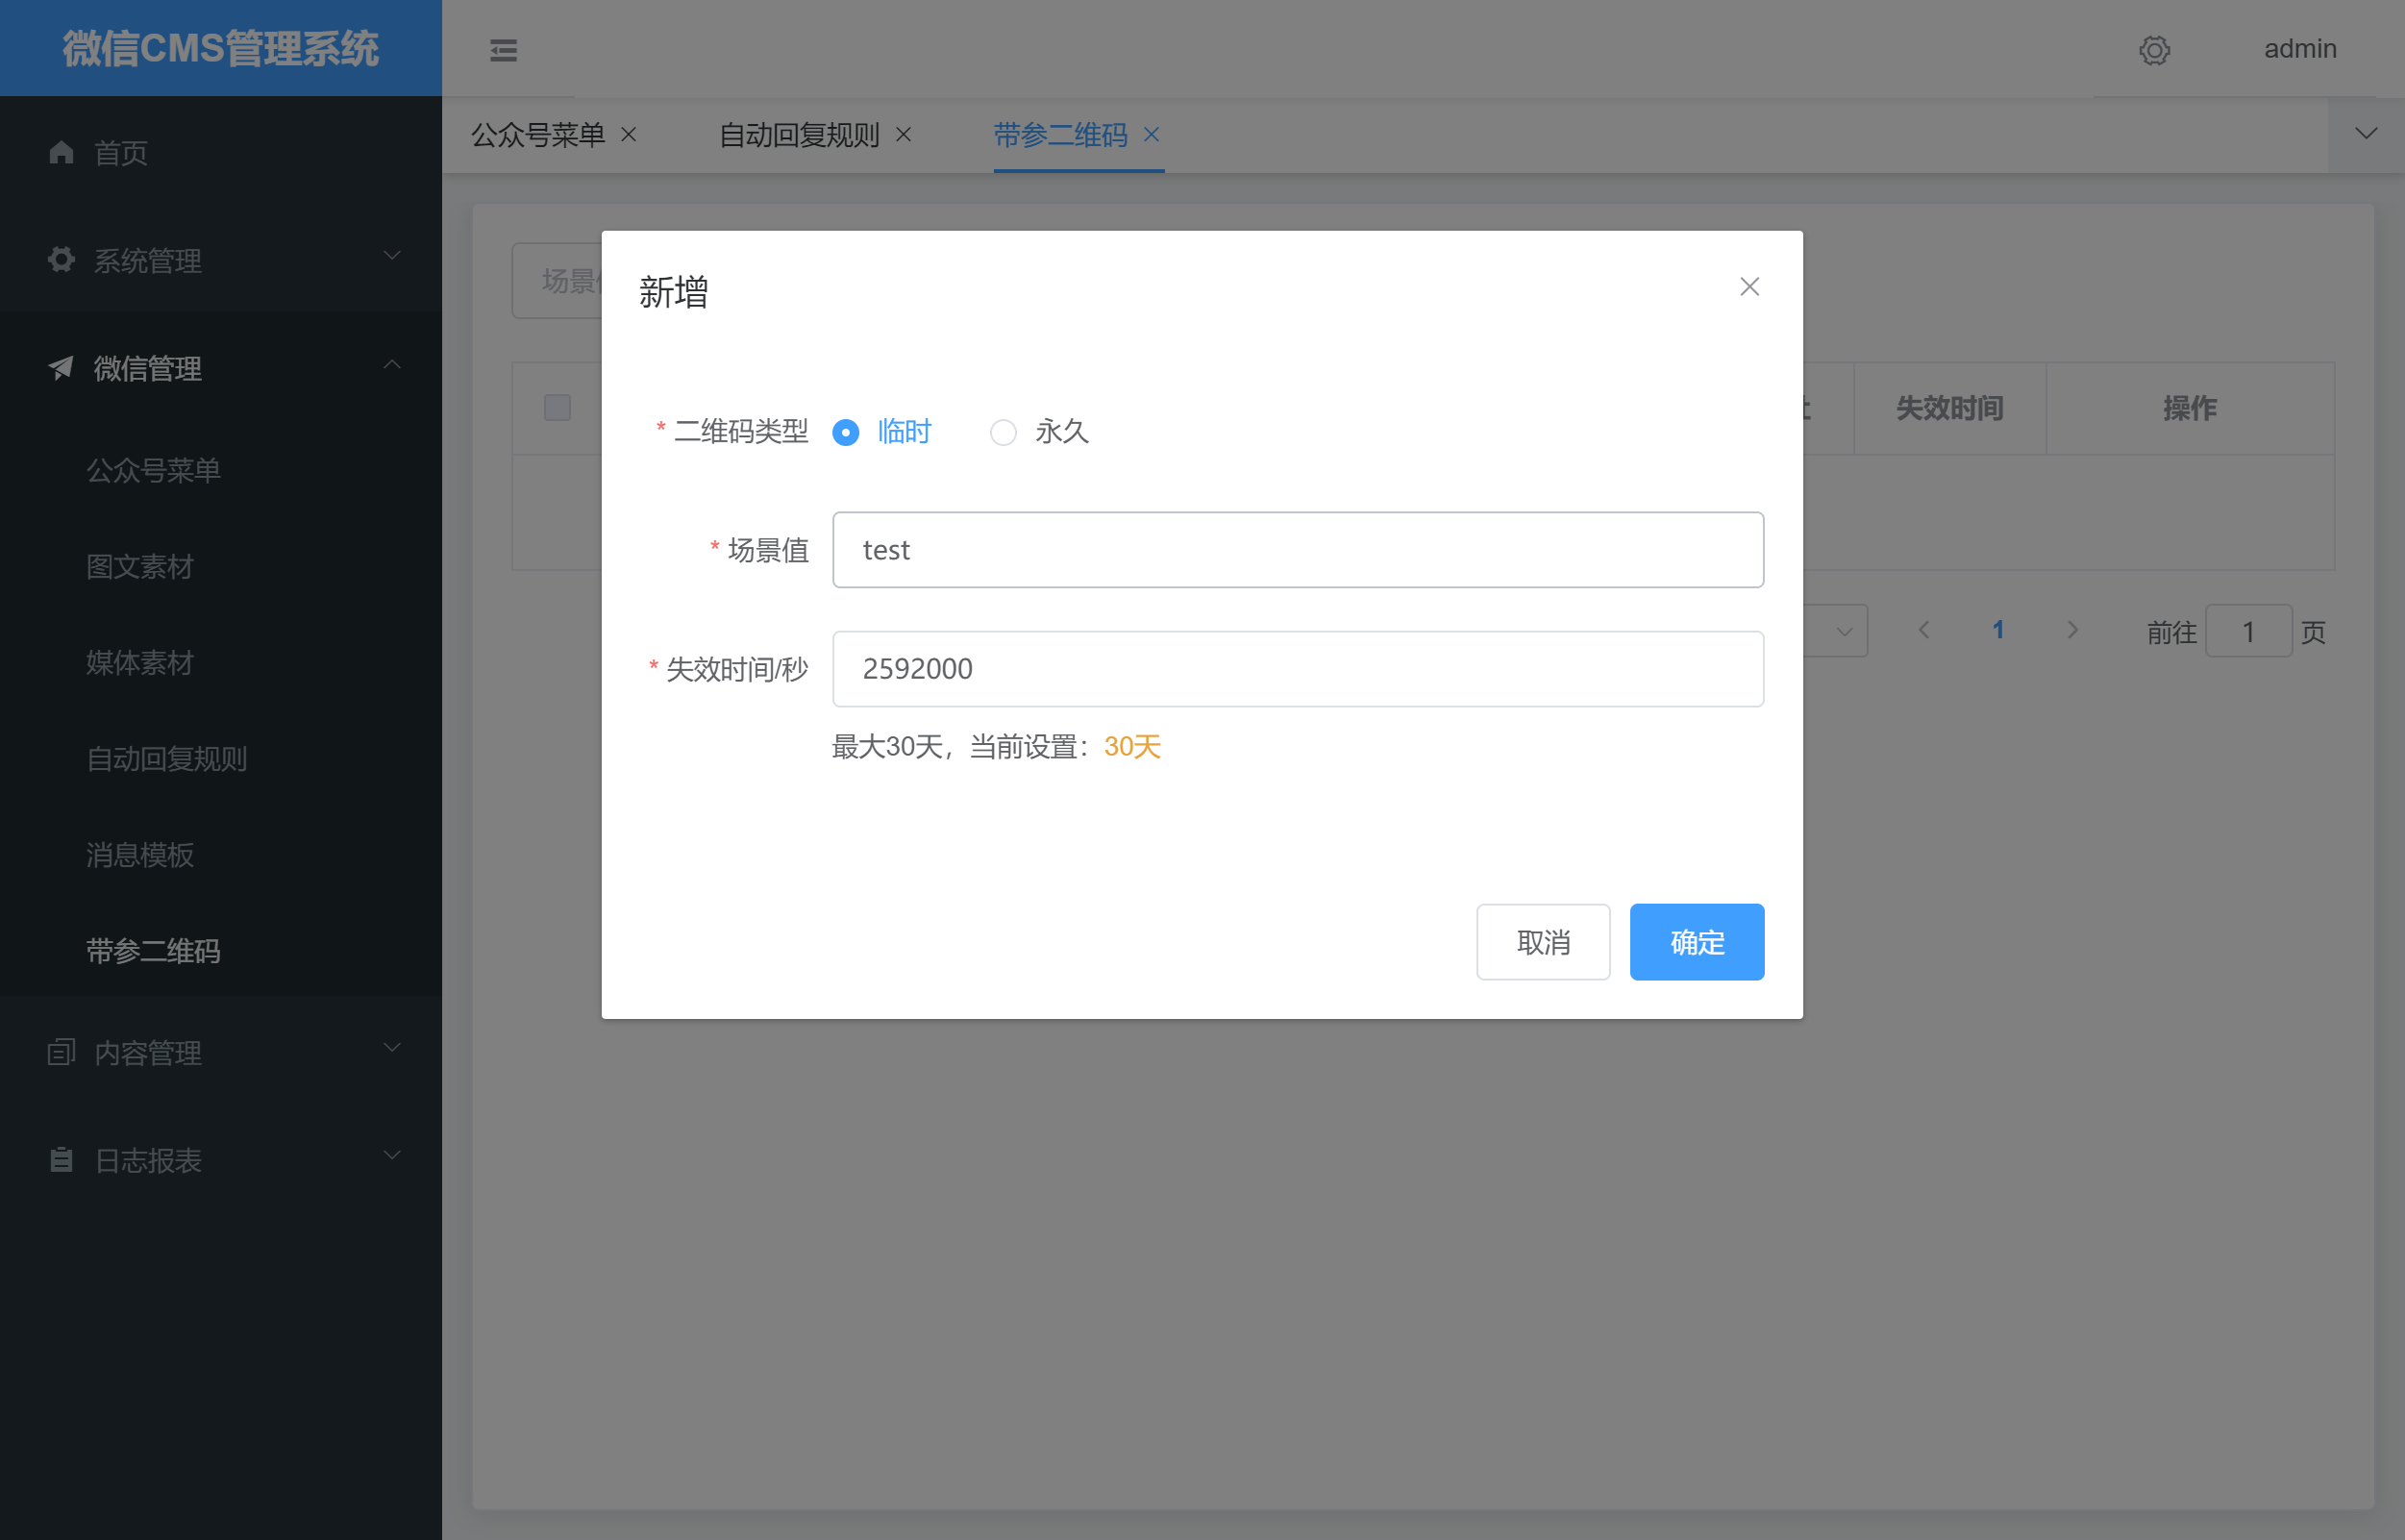 微信CMS管理系统
admin
首页
系统管理
微信管理
公众号菜单
图文素材
媒体素材
自动回复规则
消息模板
带参二维码
内容管理
日志报表
公众号菜单
自动回复规则
带参二维码
场景
失效时间
操作
1
前往 1 页
新增
* 二维码类型 临时 永久
* 场景值 test
* 失效时间/秒 2592000
最大30天，当前设置：30天
取消 确定